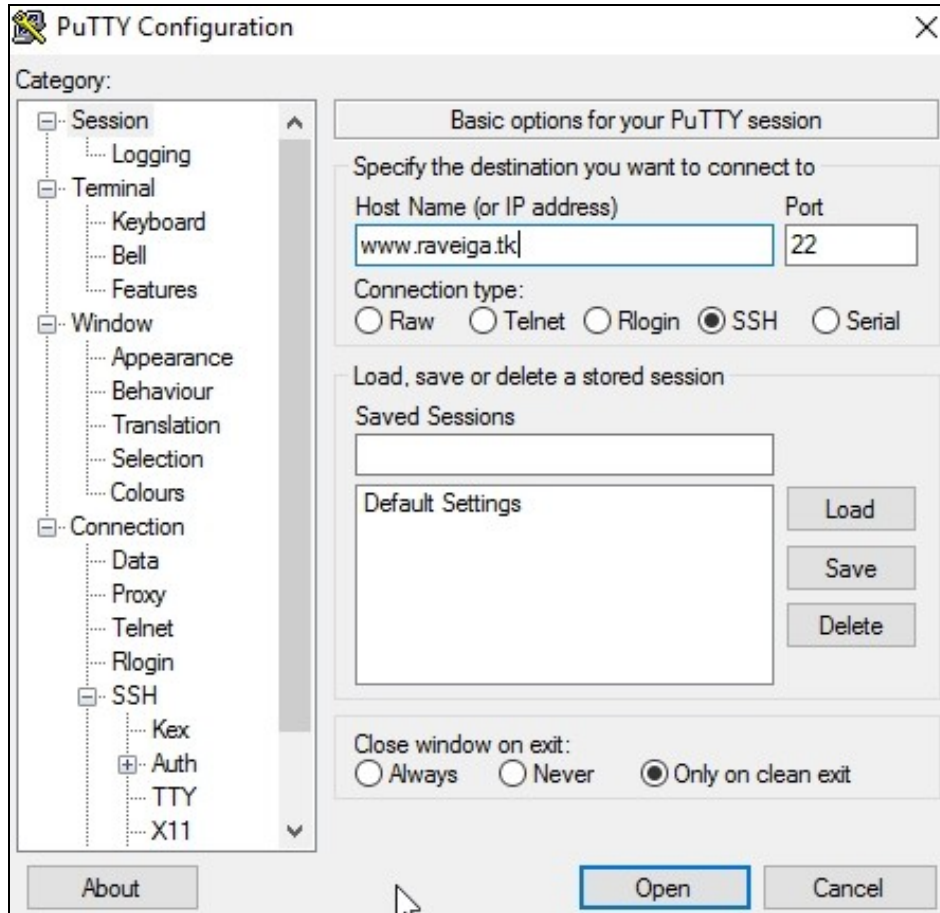 PuTTY Configuration
Category:
Session
Logging
Terminal
Keyboard
Bell
Features
Window
Appearance
Behaviour
Translation
Selection
Colours
Connection
Data
Proxy
Telnet
Rlogin
SSH
Kex
Auth
TTY
X11
Basic options for your PuTTY session
Specify the destination you want to connect to
Host Name (or IP address) Port
www.raveiga.tk 22
Connection type:
Raw Telnet Rlogin SSH Serial
Load, save or delete a stored session
Saved Sessions
Default Settings
Load
Save
Delete
Close window on exit:
Always Never Only on clean exit
About Open Cancel